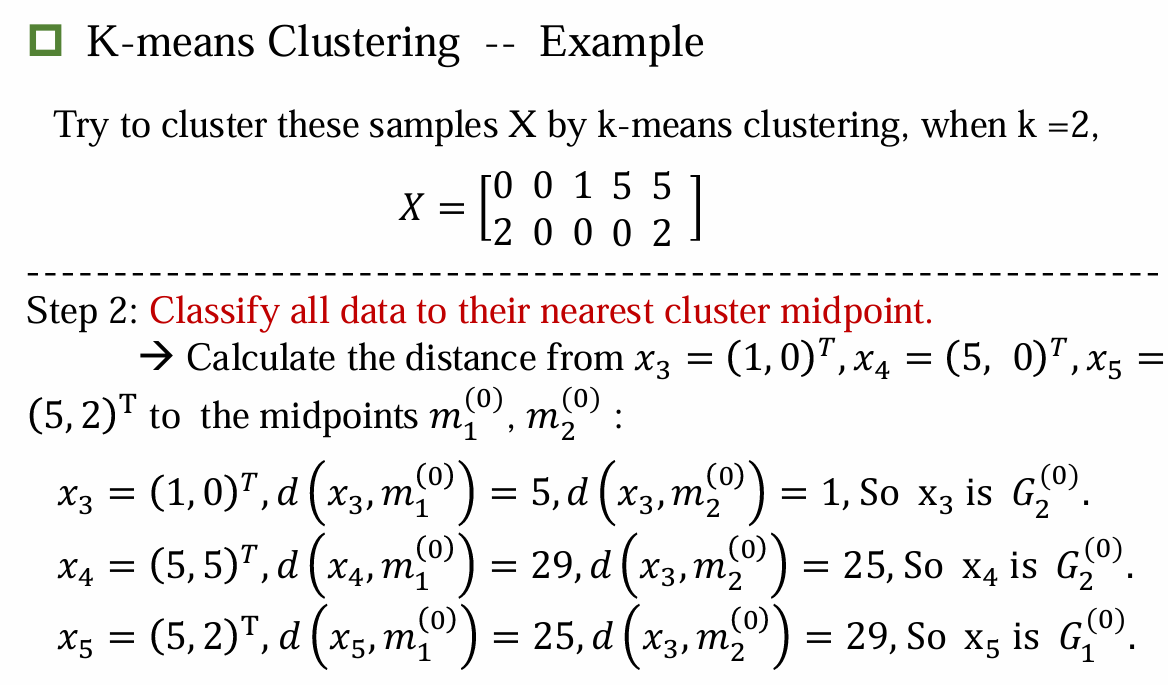 K-means Clustering -- Example
Try to cluster these samples X by k-means clustering, when k =2,
X = [0 0 1 5 5
2 0 0 0 2]
Step 2: Classify all data to their nearest cluster midpoint.
→ Calculate the distance from x₃ = (1, 0)ᵀ, x₄ = (5, 0)ᵀ, x₅ =
(5, 2)ᵀ to the midpoints m₁⁽⁰⁾, m₂⁽⁰⁾ :
x₃ = (1, 0)ᵀ, d(x₃, m₁⁽⁰⁾) = 5, d(x₃, m₂⁽⁰⁾) = 1, So x₃ is G₂⁽⁰⁾.
x₄ = (5, 5)ᵀ, d(x₄, m₁⁽⁰⁾) = 29, d(x₃, m₂⁽⁰⁾) = 25, So x₄ is G₂⁽⁰⁾.
x₅ = (5, 2)ᵀ, d(x₅, m₁⁽⁰⁾) = 25, d(x₃, m₂⁽⁰⁾) = 29, So x₅ is G₁⁽⁰⁾.